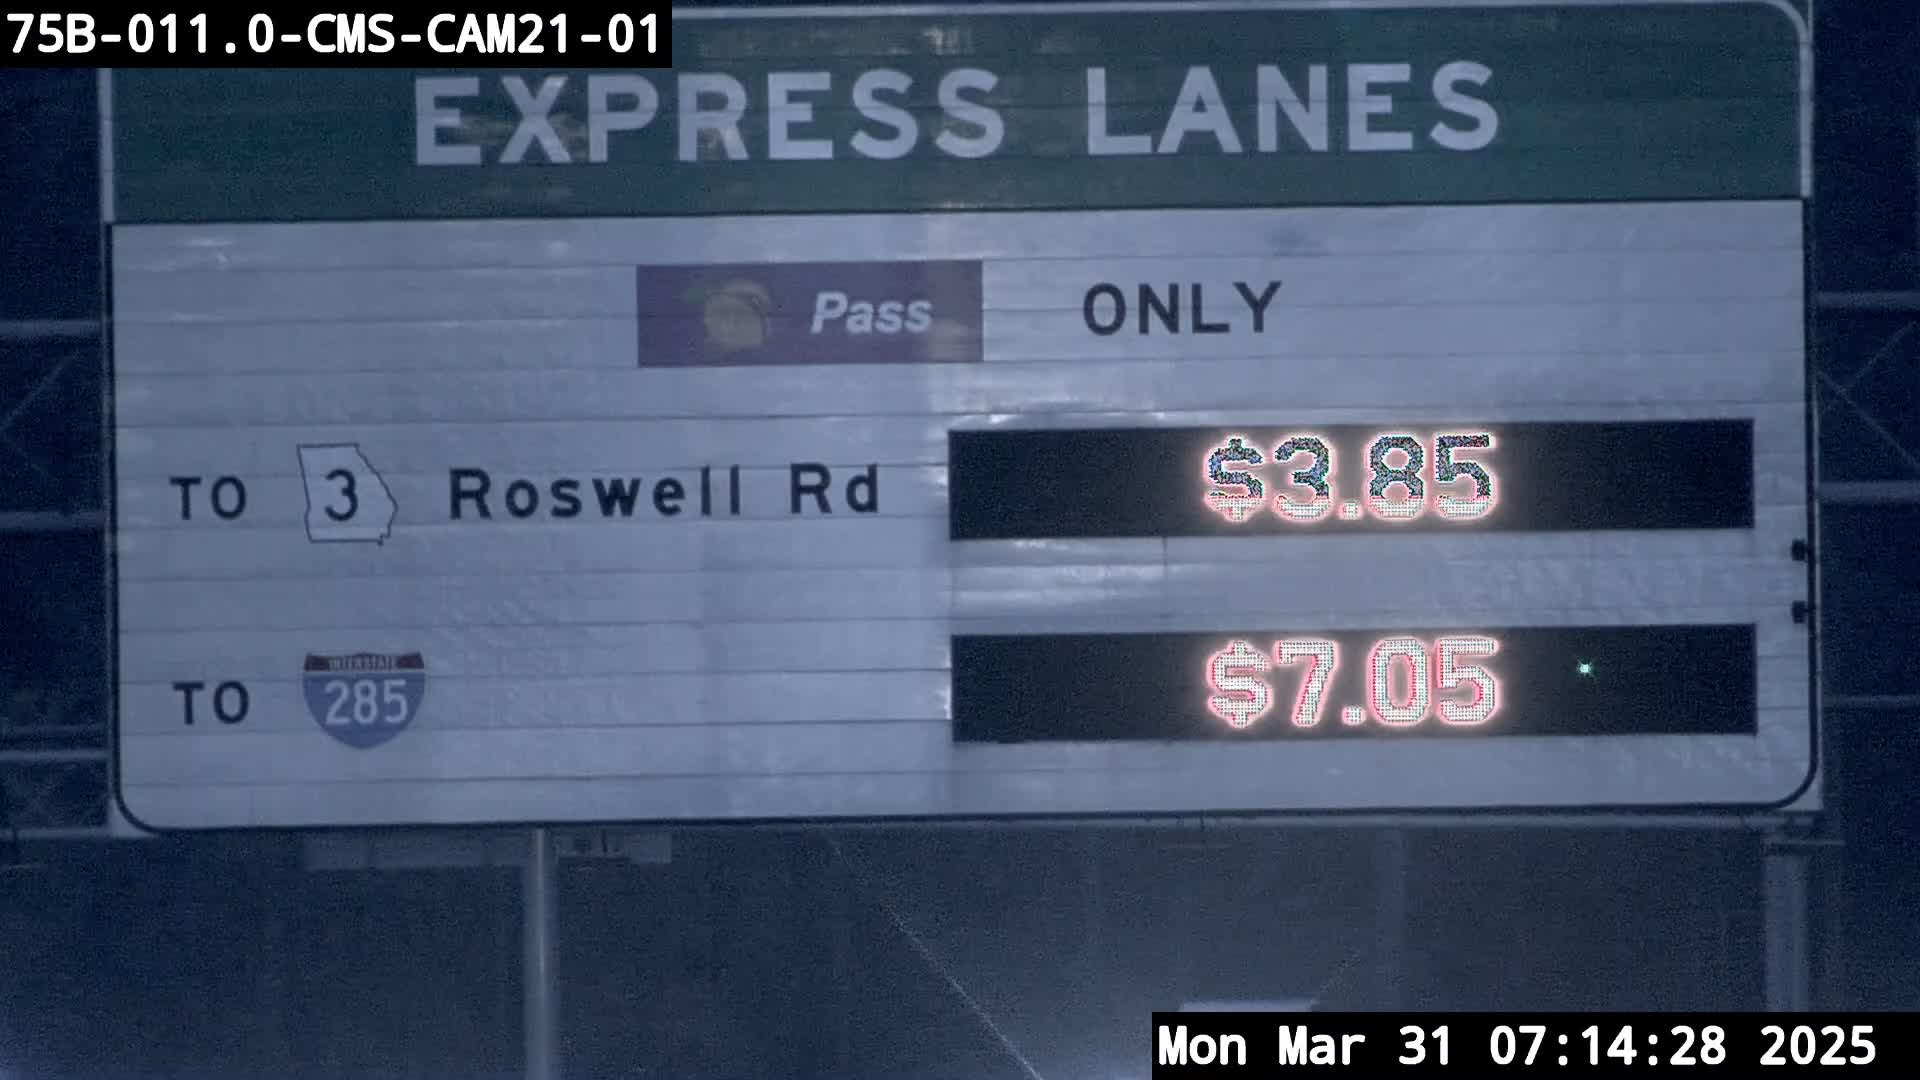 75B-011.0-CMS-CAM21-01
EXPRESS LANES
Pass ONLY
TO 3 Roswell Rd $3.85
TO INTERSTATE 285 $7.05
Mon Mar 31 07:14:28 2025